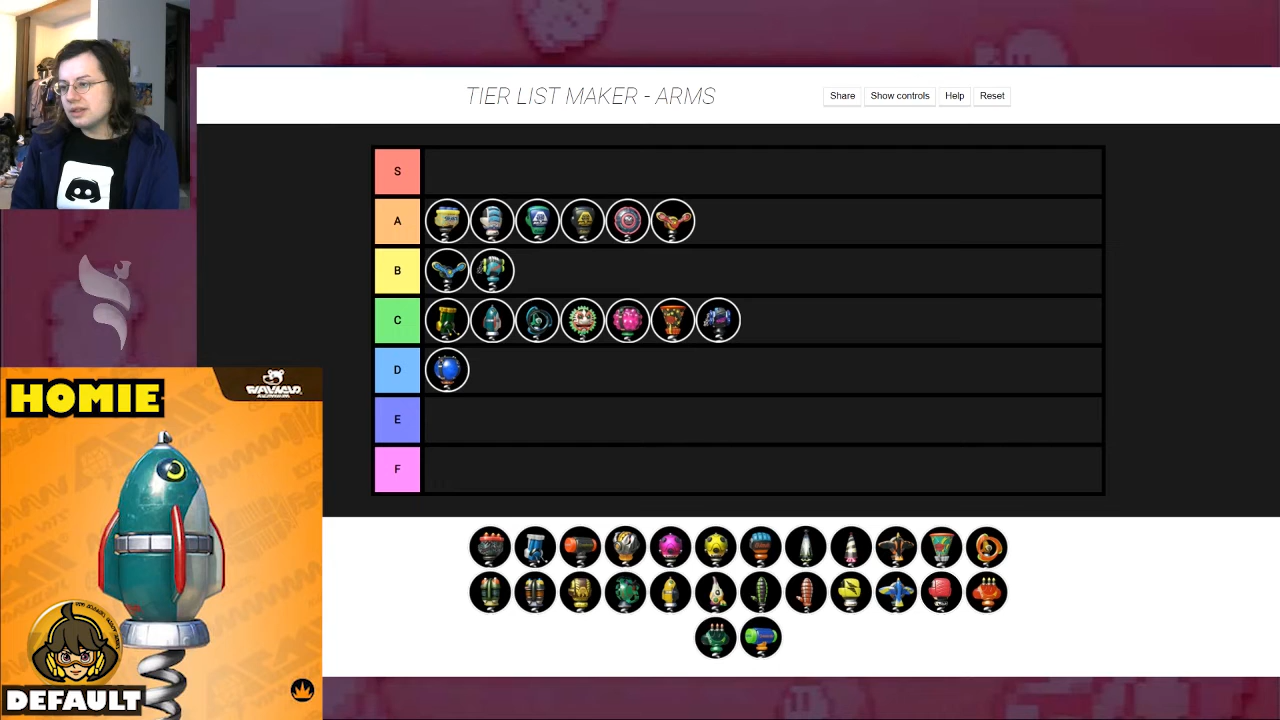 TIER LIST MAKER - ARMS
Share
Show controls
Help
Reset
S
A
B
C
D
E
F
HOMIE
DEFAULT